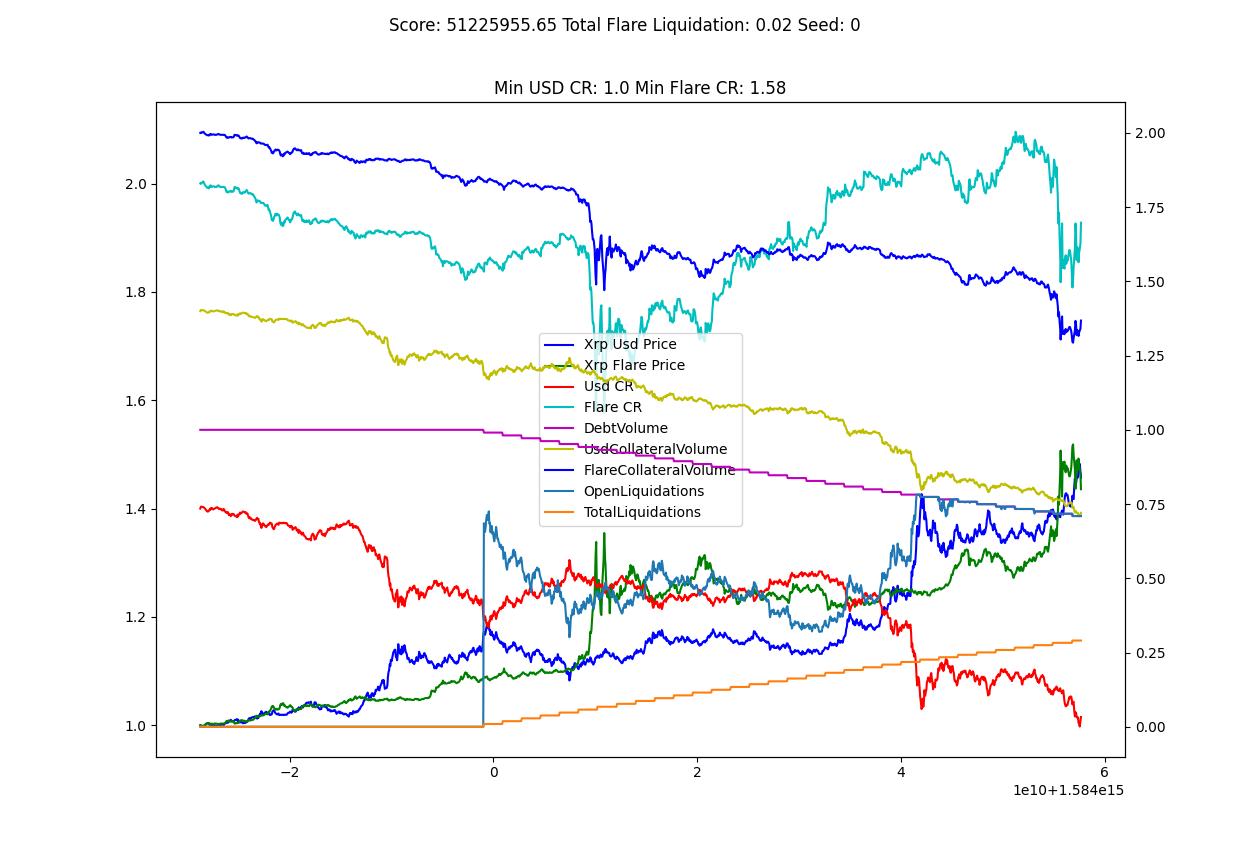 Score: 51225955.65 Total Flare Liquidation: 0.02 Seed: 0
Min USD CR: 1.0 Min Flare CR: 1.58
2.0
1.8
1.6
1.4
1.2
1.0
2.00
1.75
1.50
1.25
1.00
0.75
0.50
0.25
0.00
Xrp Usd Price
Xrp Flare Price
Usd CR
Flare CR
DebtVolume
UsdCollateralVolume
FlareCollateralVolume
OpenLiquidations
TotalLiquidations
−2 0 2 4 6
1e10+1.584e15